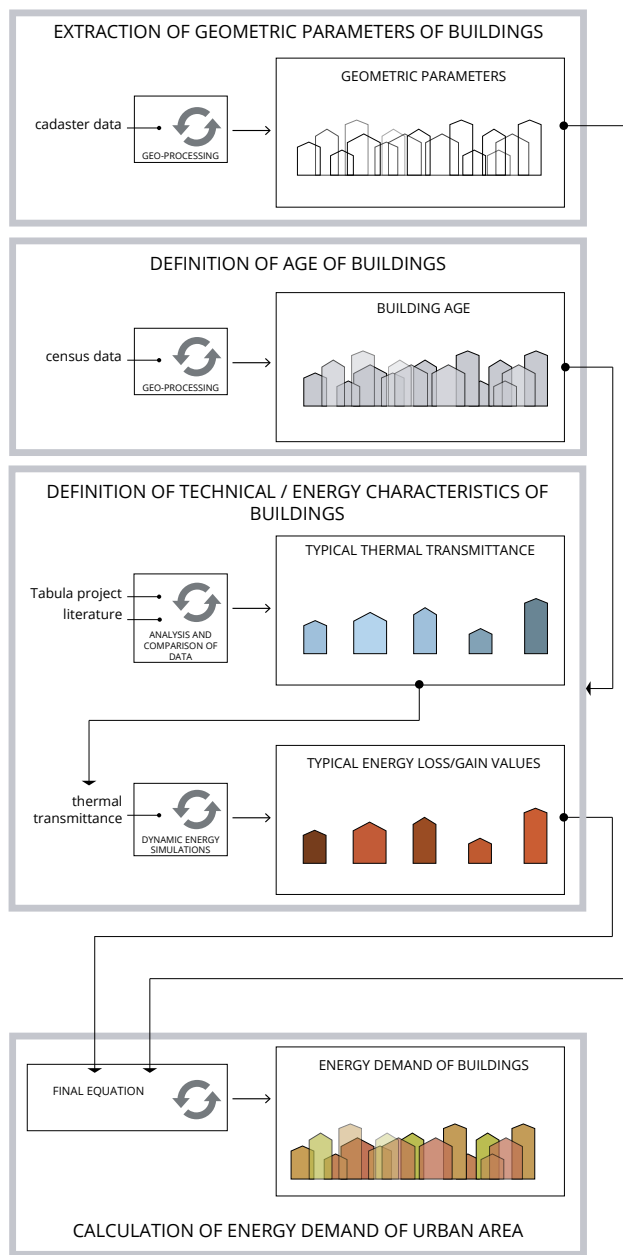 EXTRACTION OF GEOMETRIC PARAMETERS OF BUILDINGS
GEOMETRIC PARAMETERS
cadaster data
GEO-PROCESSING
DEFINITION OF AGE OF BUILDINGS
BUILDING AGE
census data
GEO-PROCESSING
DEFINITION OF TECHNICAL / ENERGY CHARACTERISTICS OF
BUILDINGS
TYPICAL THERMAL TRANSMITTANCE
Tabula project
literature
ANALYSIS AND
COMPARISON OF
DATA
TYPICAL ENERGY LOSS/GAIN VALUES
thermal
transmittance
DYNAMIC ENERGY
SIMULATIONS
ENERGY DEMAND OF BUILDINGS
FINAL EQUATION
CALCULATION OF ENERGY DEMAND OF URBAN AREA